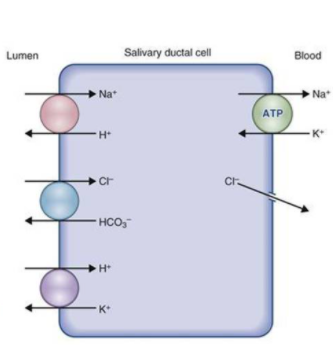 Lumen Salivary ductal cell Blood
Na⁺ Na⁺
ATP
H⁺ K⁺
Cl⁻ Cl⁻
HCO₃⁻
H⁺
K⁺